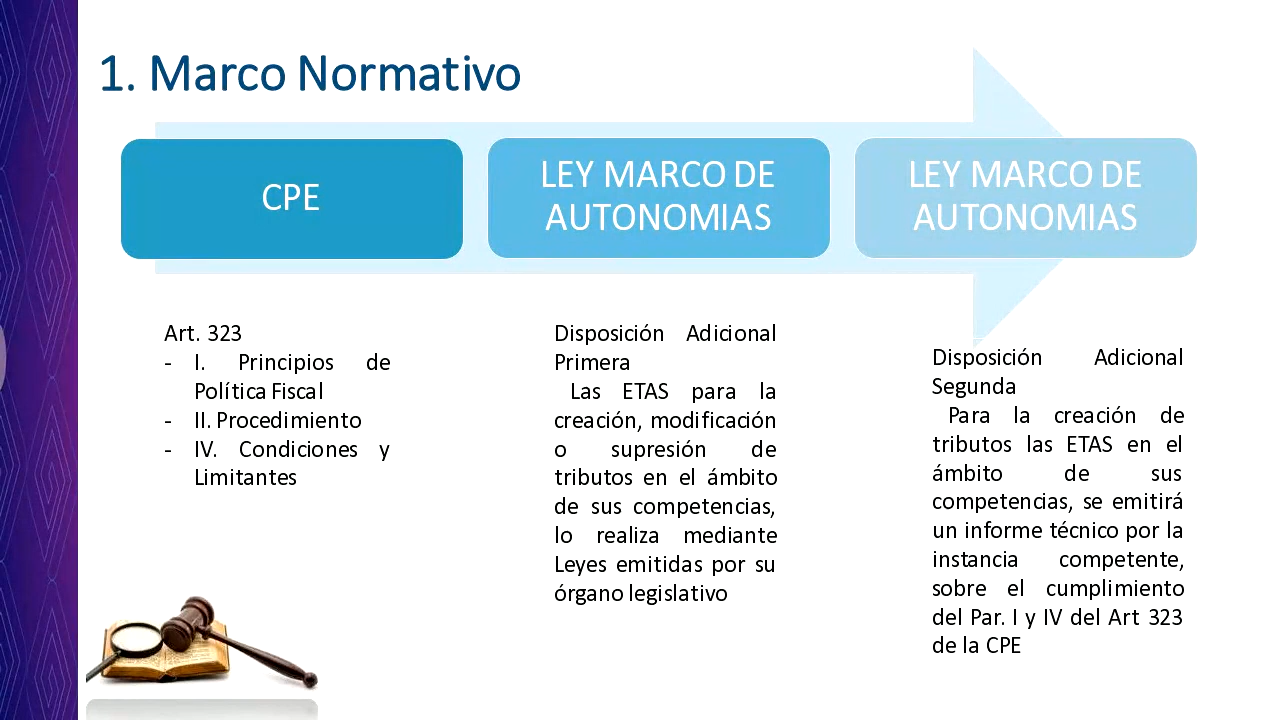 1. Marco Normativo
CPE
LEY MARCO DE
AUTONOMIAS
LEY MARCO DE
AUTONOMIAS
Art. 323
- I. Principios de
Política Fiscal
- II. Procedimiento
- IV. Condiciones y
Limitantes
Disposición Adicional
Primera
Las ETAS para la
creación, modificación
o supresión de
tributos en el ámbito
de sus competencias,
lo realiza mediante
Leyes emitidas por su
órgano legislativo
Disposición Adicional
Segunda
Para la creación de
tributos las ETAS en el
ámbito de sus
competencias, se emitirá
un informe técnico por la
instancia competente,
sobre el cumplimiento
del Par. I y IV del Art 323
de la CPE